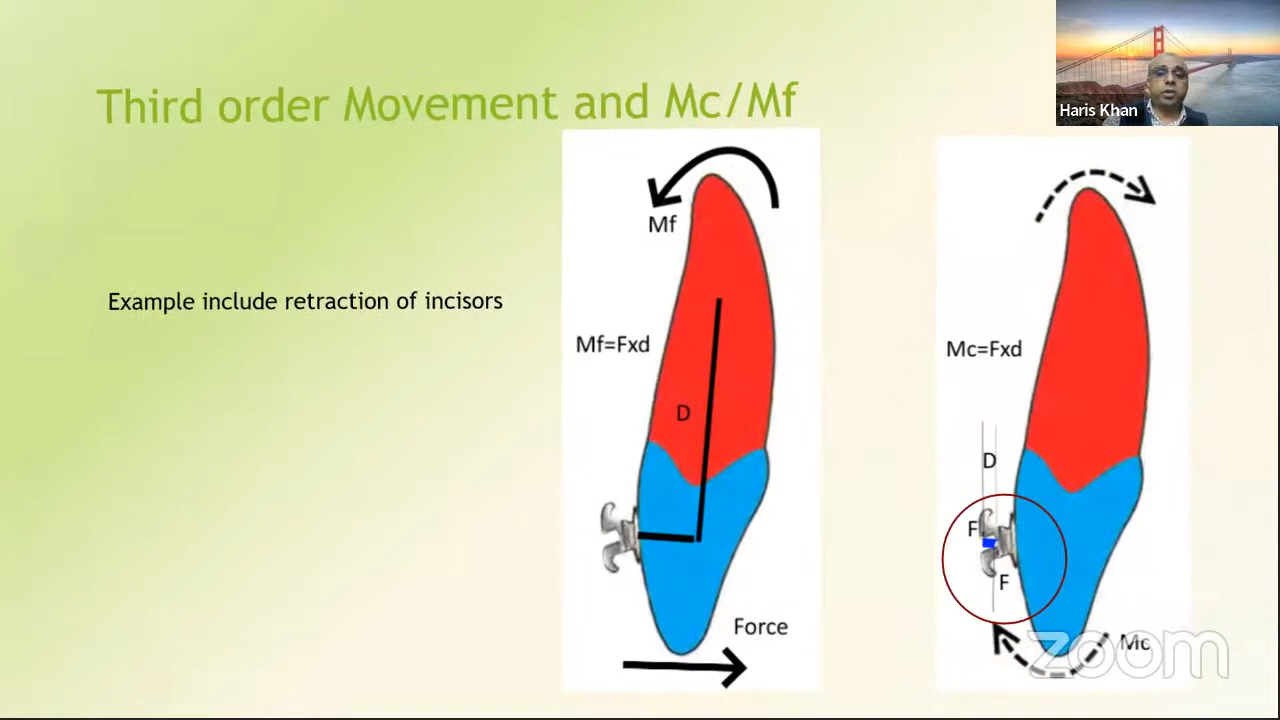 Third order Movement and Mc/Mf
Haris Khan
Example include retraction of incisors
Mf
Mf=Fxd
D
Force
Mc=Fxd
D
F
F
Mc
zoom